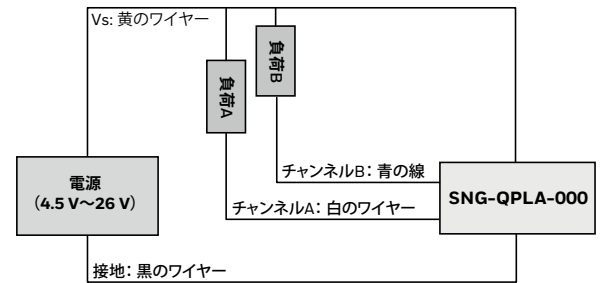 Vs: 黄のワイヤー
負荷B
負荷A
電源
（4.5 V～26 V）
チャンネルB： 青の線
チャンネルA： 白のワイヤー
SNG-QPLA-000
接地： 黒のワイヤー